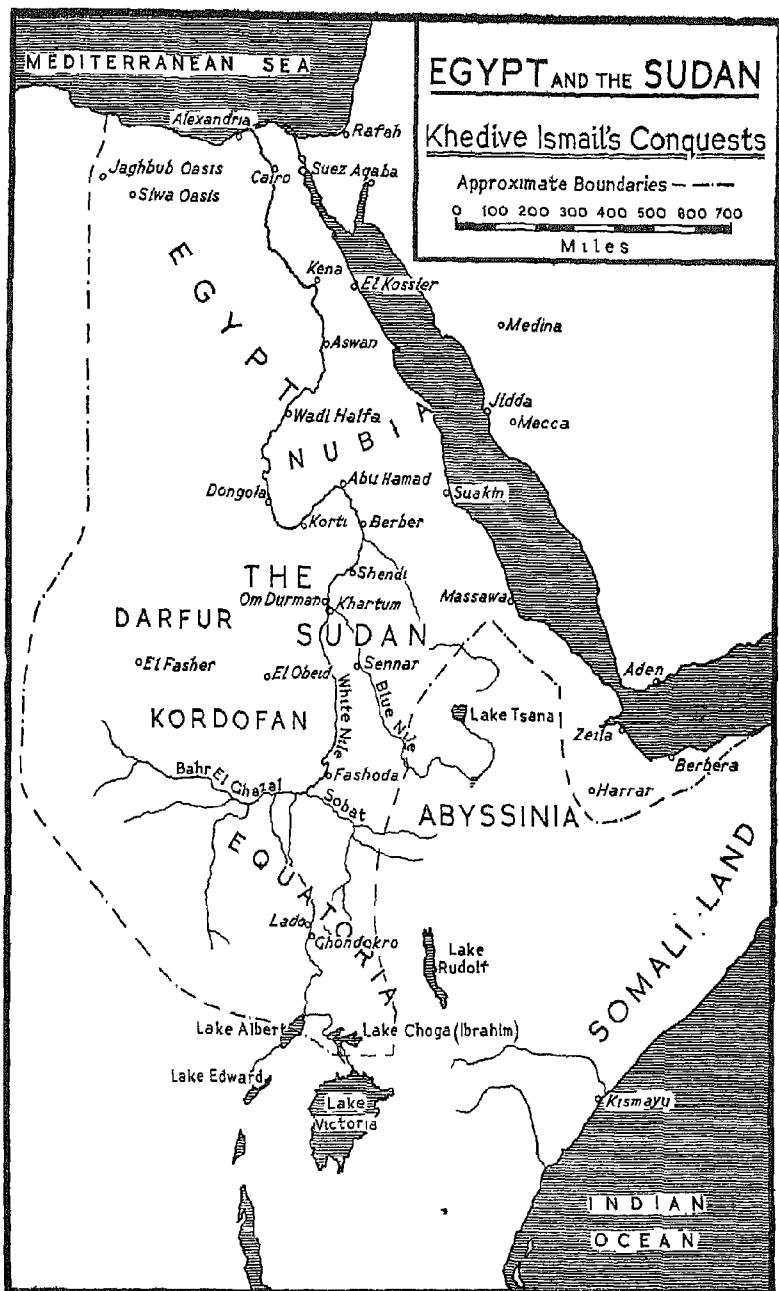 MEDITERRANEAN SEA
EGYPT AND THE SUDAN
Khedive Ismail's Conquests
Approximate Boundaries
0 100 200 300 400 500 600 700
Miles
Alexandria
Rafah
Jaghbub Oasis
Cairo
Suez
Aqaba
Siwa Oasis
EGYPT
Kena
El Kossier
Medina
Aswan
Jidda
Wadi Halfa
Mecca
NUBIA
Abu Hamad
Dongola
Suakin
Korti
Berber
THE
Shendi
Om Durman
Khartum
Massawa
DARFUR
SUDAN
El Fasher
El Obeid
Sennar
Aden
White Nile
Blue Nile
Lake Tsana
KORDOFAN
Zeila
Bahr El Ghazal
Fashoda
Berbera
Sobat
Harrar
ABYSSINIA
EQUATORIA
SOMALI LAND
Lado
Ghondokro
Lake
Rudolf
Lake Albert
Lake Choga (Ibrahim)
Lake Edward
Lake
Victoria
Kismayu
INDIAN
OCEAN